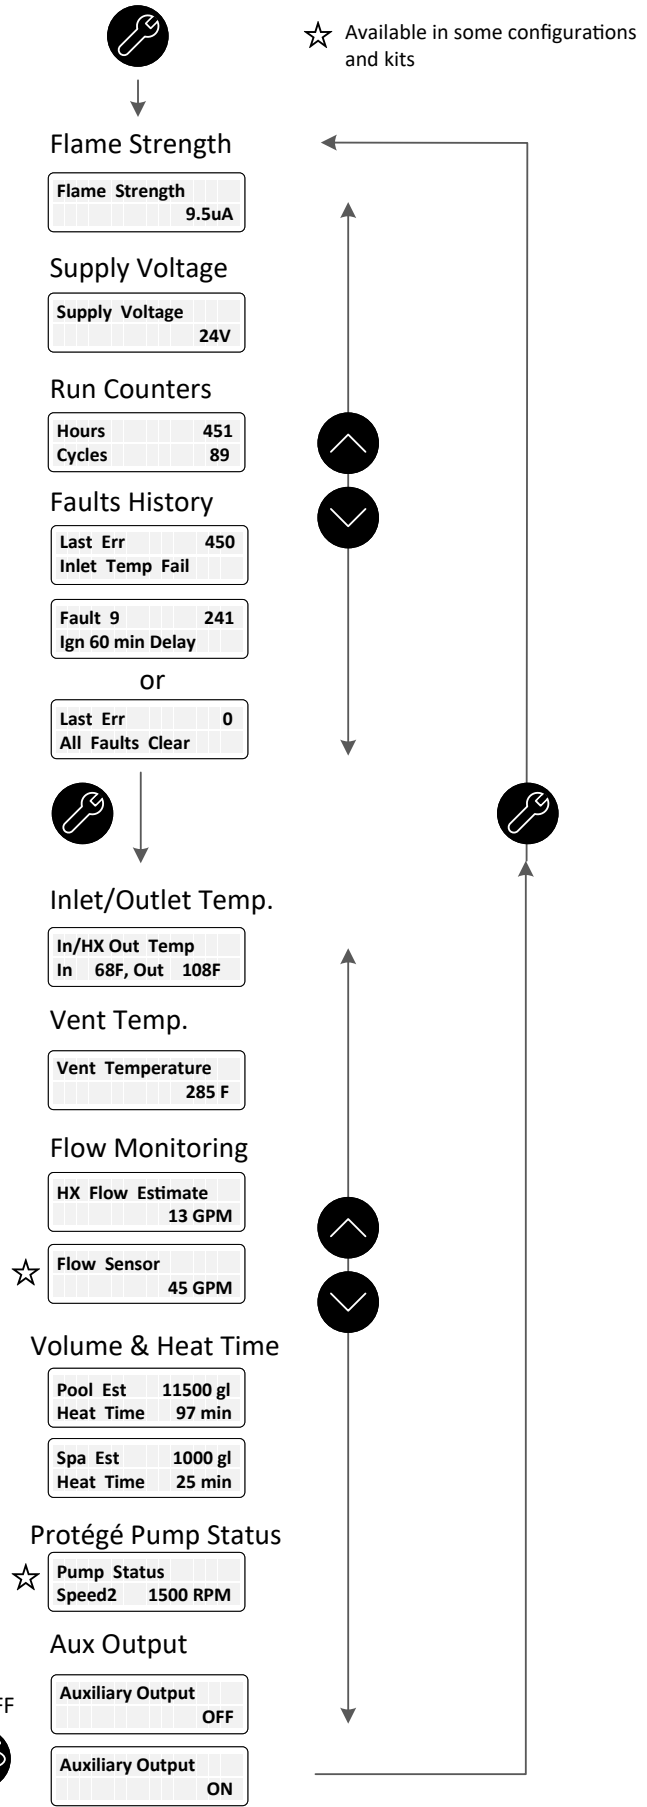 Available in some configurations
and kits
Flame Strength
Flame Strength
9.5uA
Supply Voltage
Supply Voltage
24V
Run Counters
Hours 451
Cycles 89
Faults History
Last Err 450
Inlet Temp Fail
Fault 9 241
Ign 60 min Delay
or
Last Err 0
All Faults Clear
Inlet/Outlet Temp.
In/HX Out Temp
In 68F, Out 108F
Vent Temp.
Vent Temperature
285 F
Flow Monitoring
HX Flow Estimate
13 GPM
Flow Sensor
45 GPM
Volume & Heat Time
Pool Est 11500 gl
Heat Time 97 min
Spa Est 1000 gl
Heat Time 25 min
Protégé Pump Status
Pump Status
Speed2 1500 RPM
Aux Output
Auxiliary Output
OFF
Auxiliary Output
ON